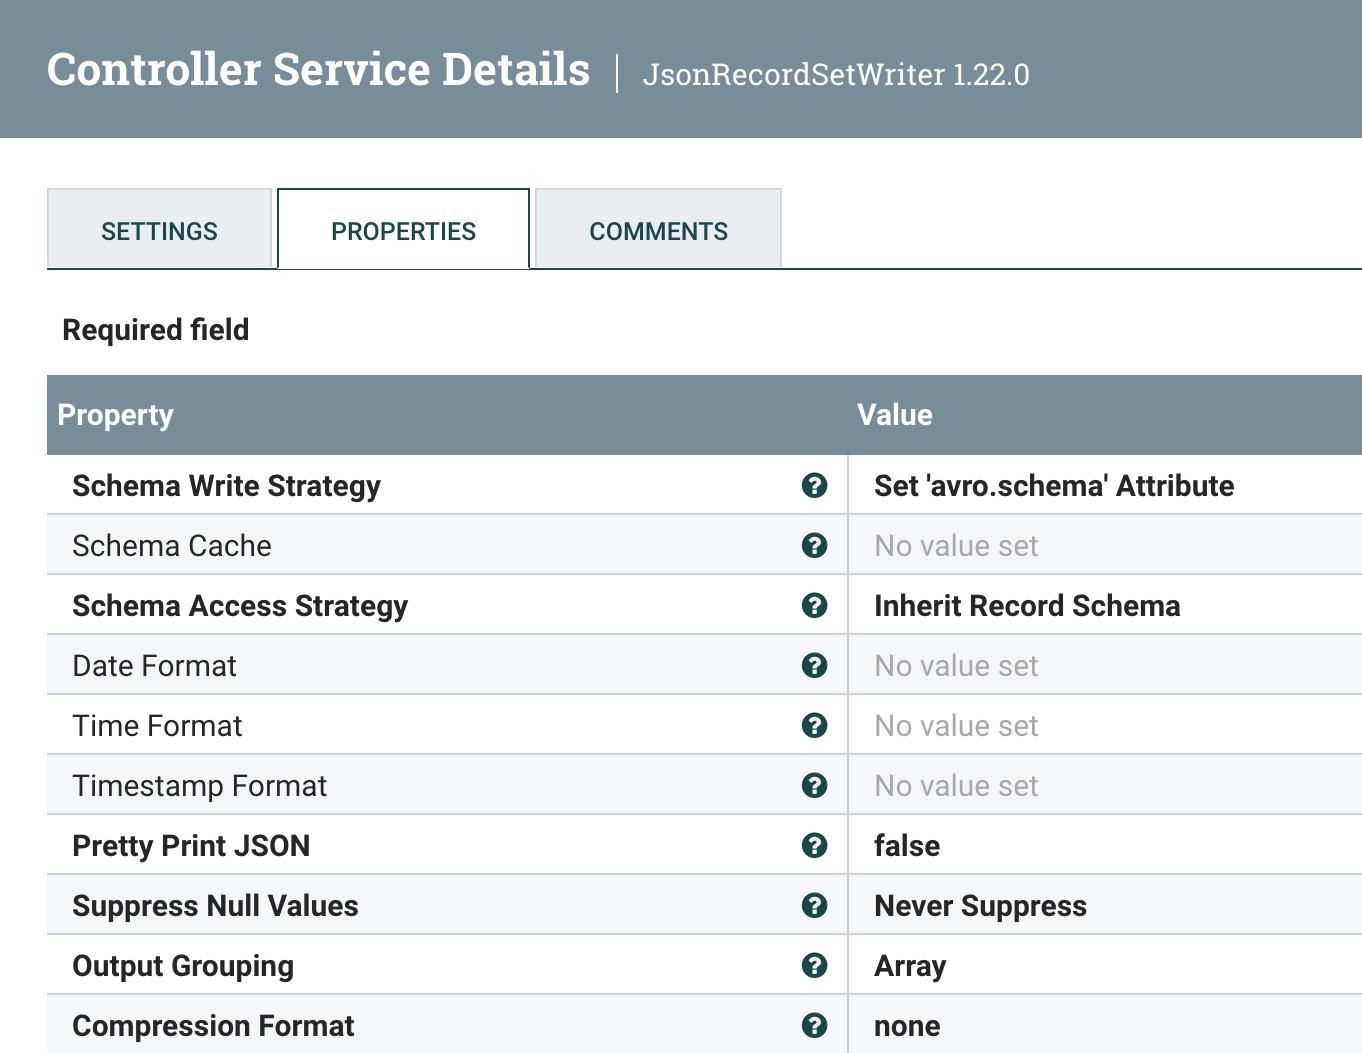 Controller Service Details | JsonRecordSetWriter 1.22.0
SETTINGS PROPERTIES COMMENTS
Required field
Property Value
Schema Write Strategy Set 'avro.schema' Attribute
Schema Cache No value set
Schema Access Strategy Inherit Record Schema
Date Format No value set
Time Format No value set
Timestamp Format No value set
Pretty Print JSON false
Suppress Null Values Never Suppress
Output Grouping Array
Compression Format none